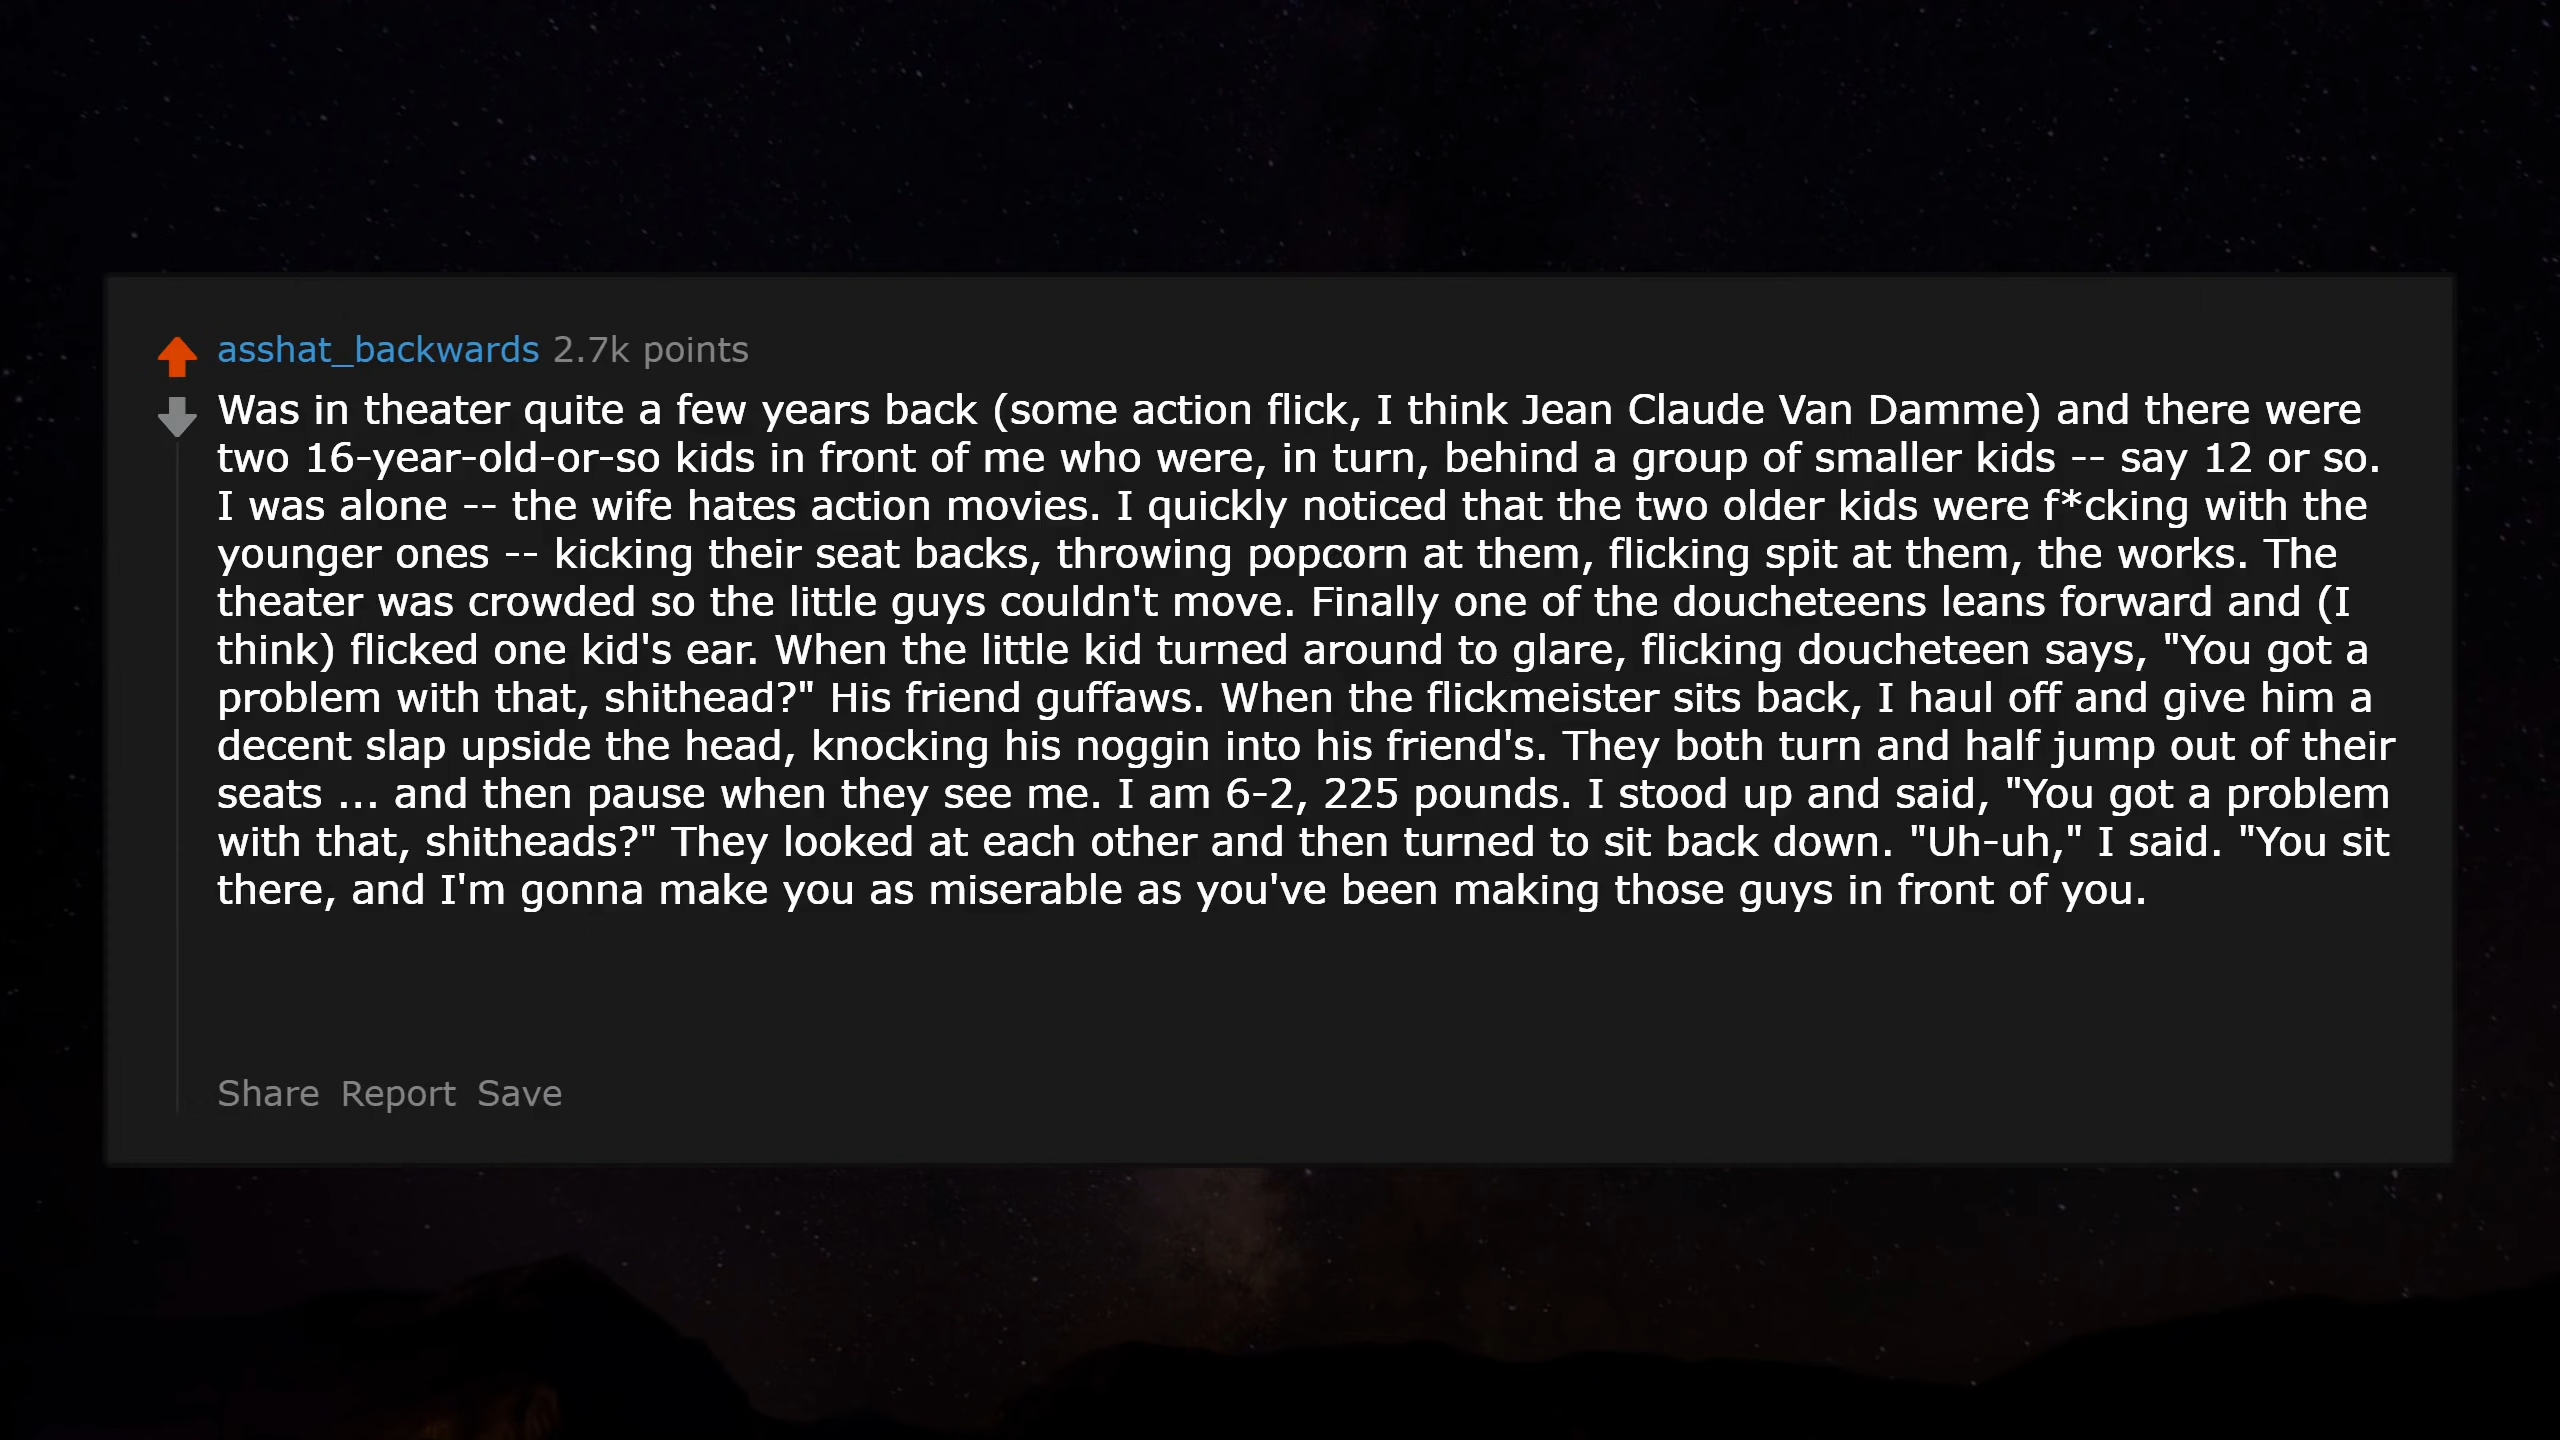 asshat_backwards 2.7k points
Was in theater quite a few years back (some action flick, I think Jean Claude Van Damme) and there were
two 16-year-old-or-so kids in front of me who were, in turn, behind a group of smaller kids -- say 12 or so.
I was alone -- the wife hates action movies. I quickly noticed that the two older kids were f*cking with the
younger ones -- kicking their seat backs, throwing popcorn at them, flicking spit at them, the works. The
theater was crowded so the little guys couldn't move. Finally one of the doucheteens leans forward and (I
think) flicked one kid's ear. When the little kid turned around to glare, flicking doucheteen says, "You got a
problem with that, shithead?" His friend guffaws. When the flickmeister sits back, I haul off and give him a
decent slap upside the head, knocking his noggin into his friend's. They both turn and half jump out of their
seats ... and then pause when they see me. I am 6-2, 225 pounds. I stood up and said, "You got a problem
with that, shitheads?" They looked at each other and then turned to sit back down. "Uh-uh," I said. "You sit
there, and I'm gonna make you as miserable as you've been making those guys in front of you.
Share Report Save